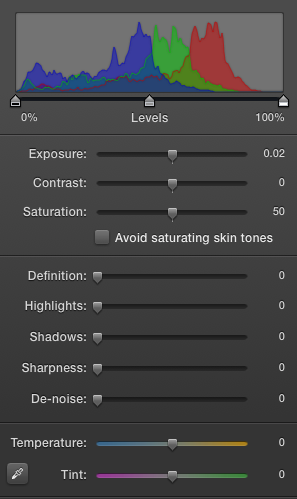 0% Levels 100%
Exposure: 0.02
Contrast: 0
Saturation: 50
Avoid saturating skin tones
Definition: 0
Highlights: 0
Shadows: 0
Sharpness: 0
De-noise: 0
Temperature: 0
Tint: 0